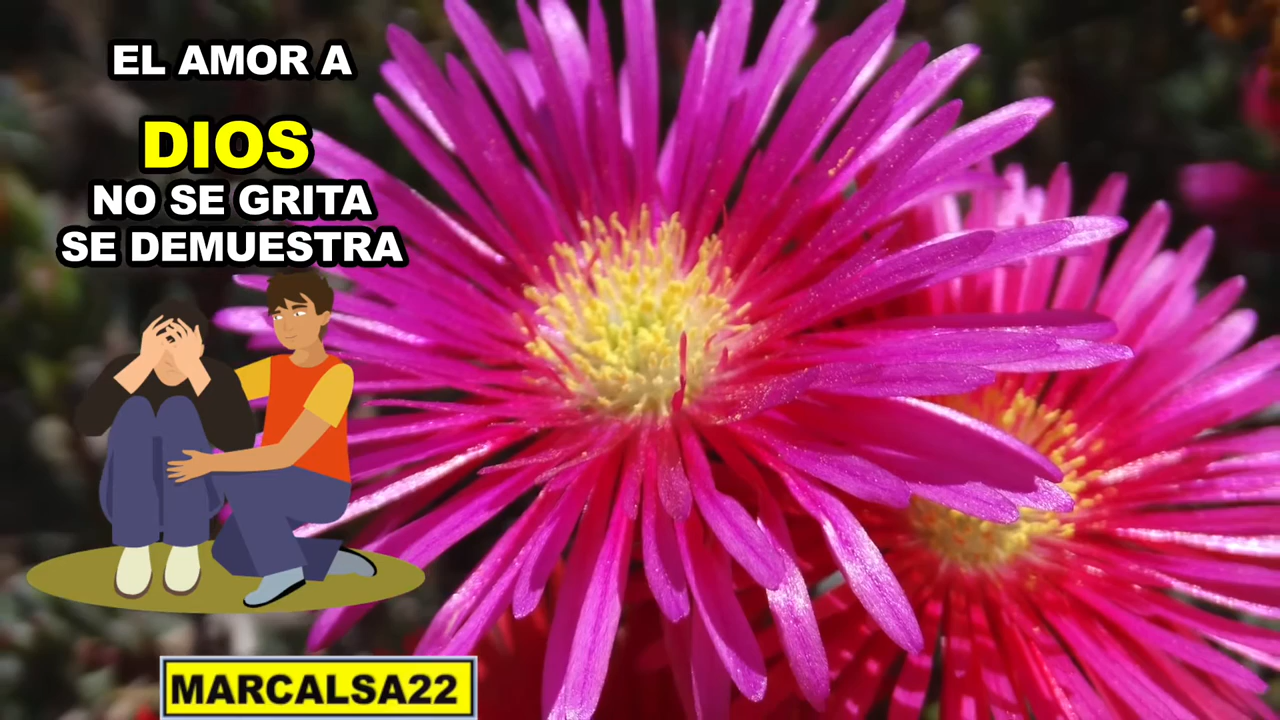 EL AMOR A
DIOS
NO SE GRITA
SE DEMUESTRA
MARCALSA22